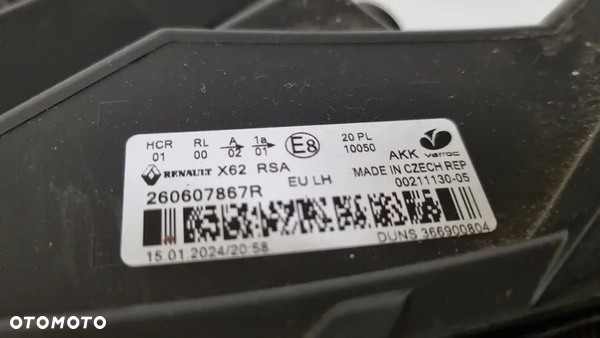 HCR RL A 1a E8 20 PL
01 00 02 01 10050 AKK varroc
RENAULT X62 RSA MADE IN CZECH REP
260607867R EU LH 00211130-05
15.01.2024/20:58 DUNS 366900804
OTOMOTO